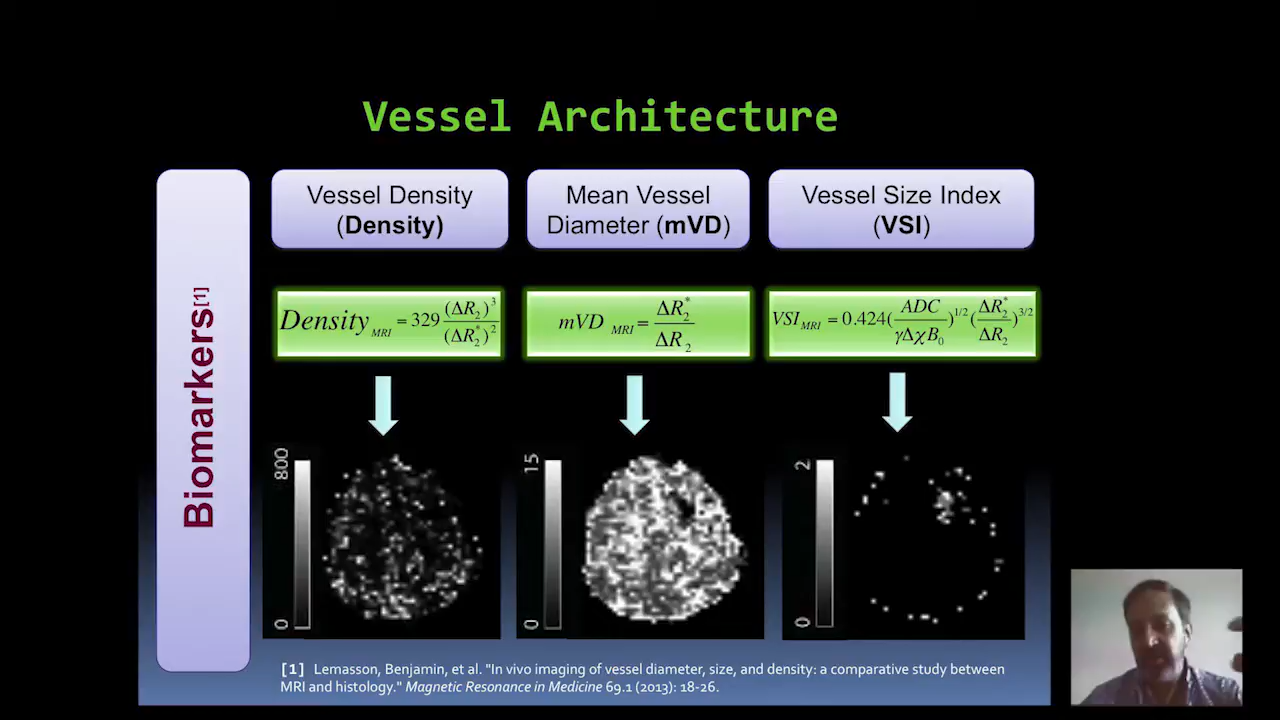 Vessel Architecture
Biomarkers[1]
Vessel Density
(Density)
Mean Vessel
Diameter (mVD)
Vessel Size Index
(VSI)
Density_MRI = 329 (ΔR₂)³ / (ΔR₂*)²
mVD_MRI = ΔR₂* / ΔR₂
VSI_MRI = 0.424(ADC / γΔχB₀)^1/2 (ΔR₂* / ΔR₂)^3/2
800
0
15
0
2
0
[1] Lemasson, Benjamin, et al. "In vivo imaging of vessel diameter, size, and density: a comparative study between
MRI and histology." Magnetic Resonance in Medicine 69.1 (2013): 18-26.